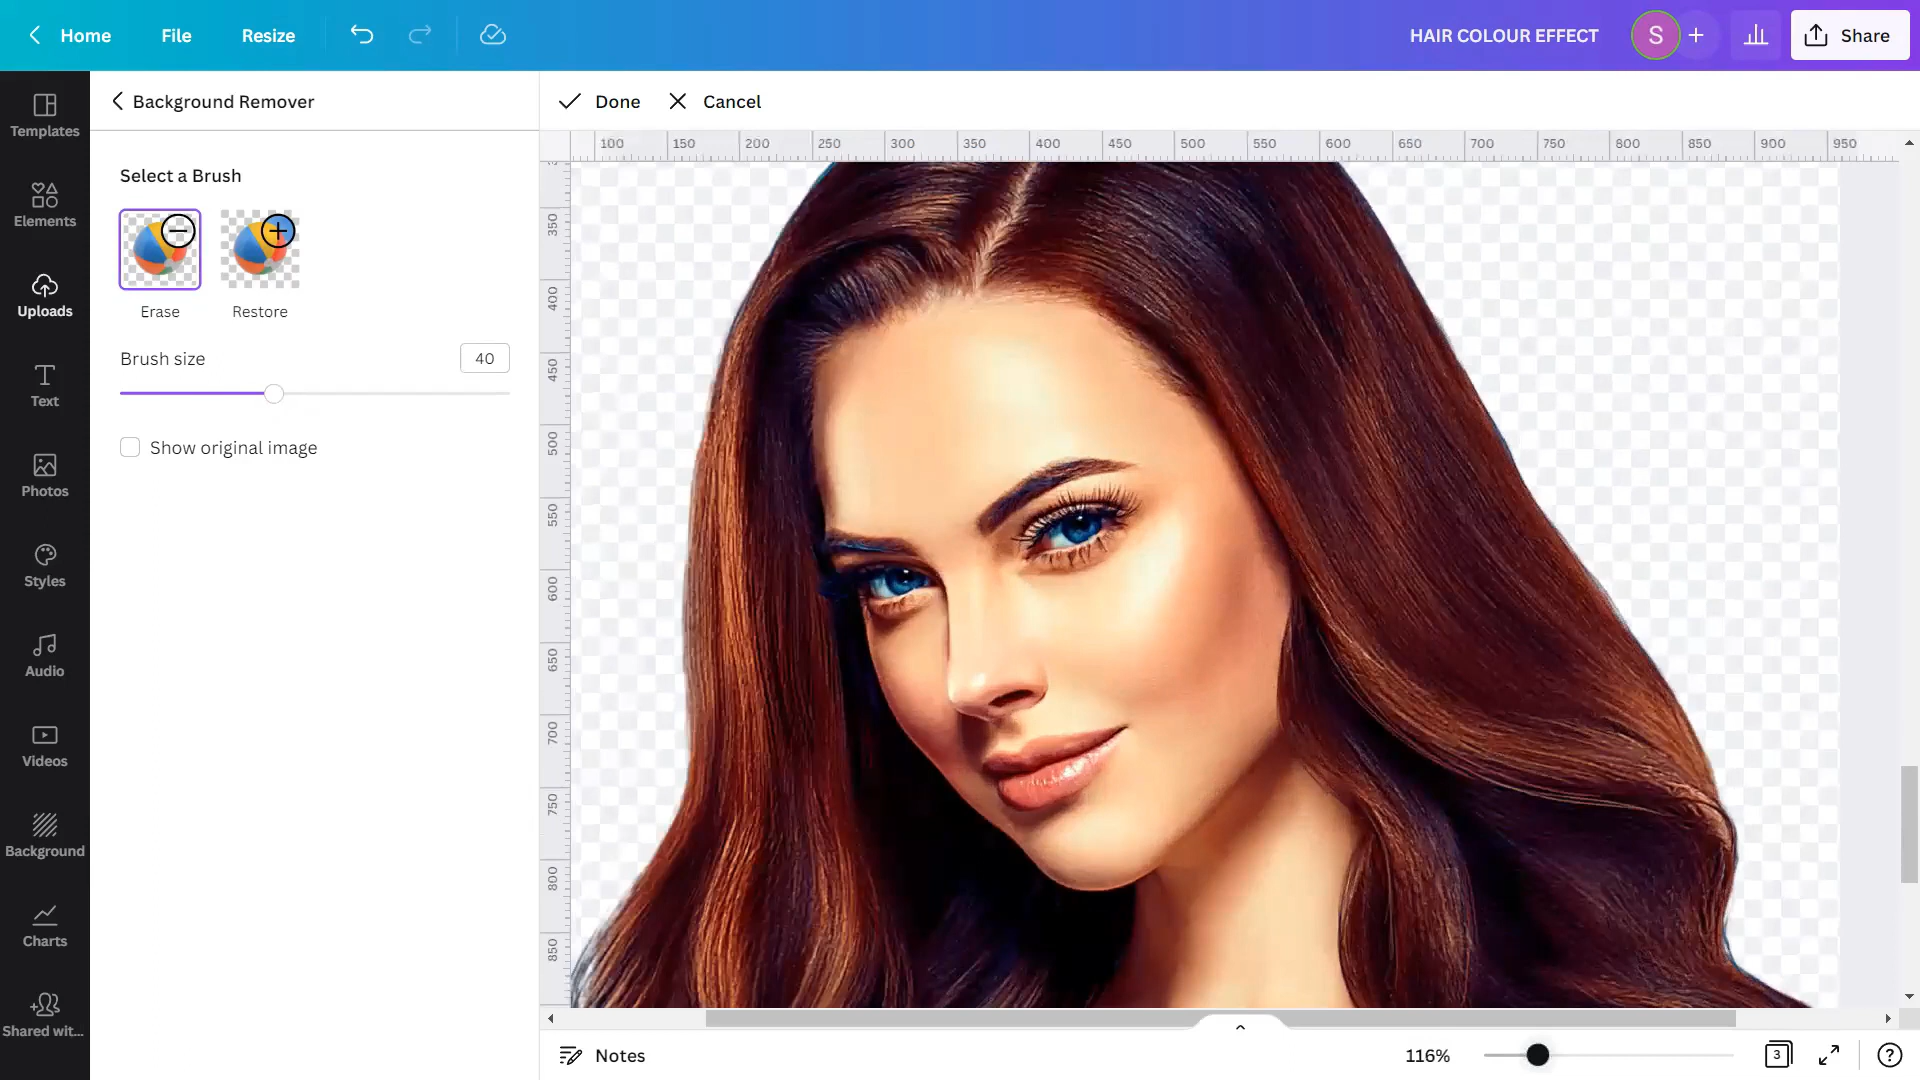 Home File Resize HAIR COLOUR EFFECT S Share
Background Remover
Done Cancel
Templates
Elements
Uploads
Text
Photos
Styles
Audio
Videos
Background
Charts
Shared wit...
Select a Brush
Erase Restore
Brush size 40
Show original image
100 150 200 250 300 350 400 450 500 550 600 650 700 750 800 850 900 950
350
400
450
500
550
600
650
700
750
800
850
Notes 116% 3 ?